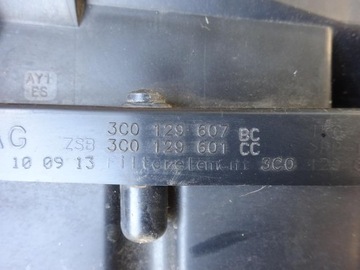 AY1
ES
AG 3C0 129 607 BC
ZSB 3C0 129 601 CC
10 09 13 Filterelement 3C0